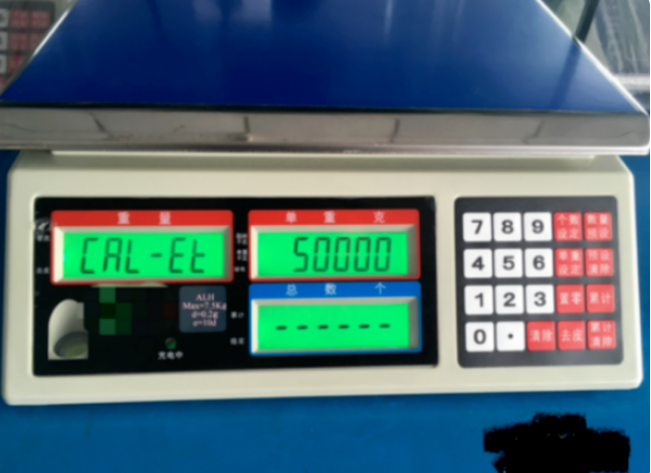 重 量
CAL-Et
单 重 克
50000
总 数 个
------
ALH
Max=7.5Kg
d=0.2g
e=10d
充电中
7 8 9 个数设定 数量预设
4 5 6 单重设定 预设清除
1 2 3 置零 累计
0 . 清除 去皮 累计清除